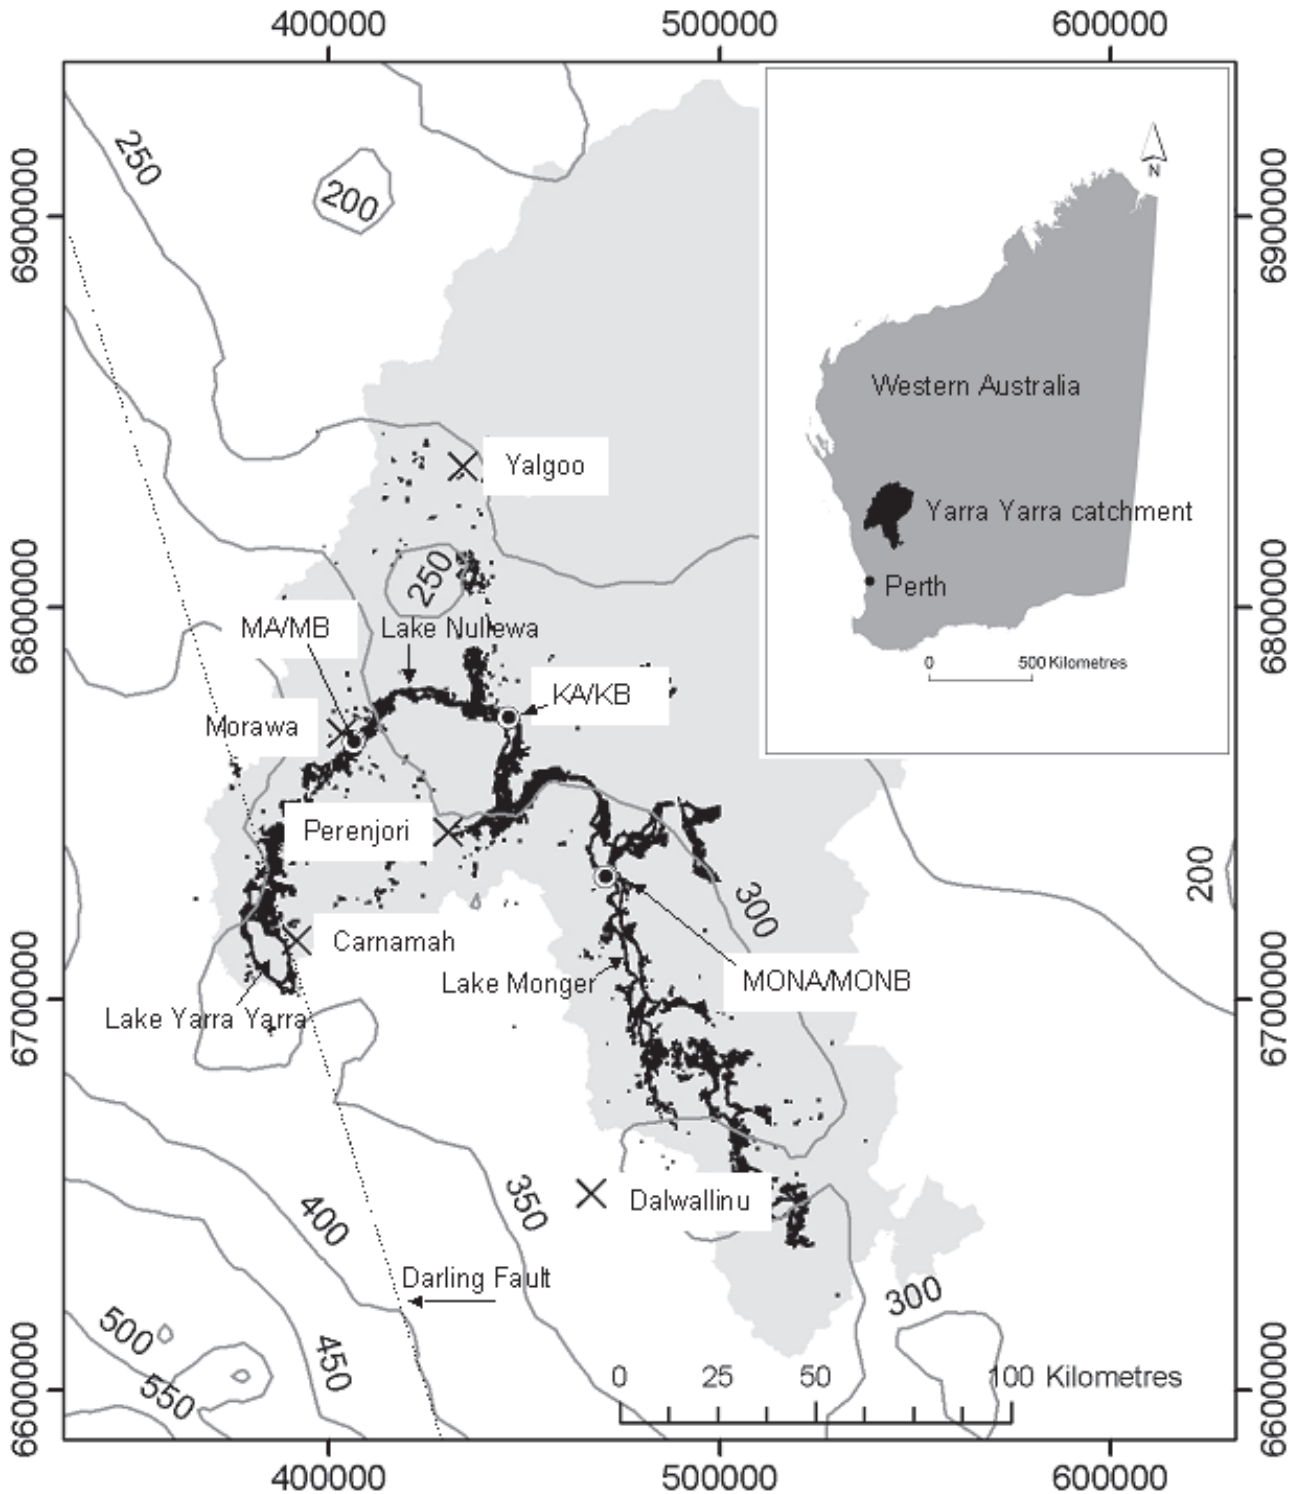 400000
500000
600000
250
200
6900000
6900000
N
Western Australia
Yalgoo
Yarra Yarra catchment
250
Perth
6800000
6800000
MA/MB
Lake Nullewa
0
500 Kilometres
KA/KB
Morawa
Perenjori
200
300
Carnamah
Lake Monger
MONA/MONB
6700000
6700000
Lake Yarra Yarra
350
Dalwallinu
400
Darling Fault
300
500
450
550
0
25
50
100 Kilometres
6600000
6600000
400000
500000
600000